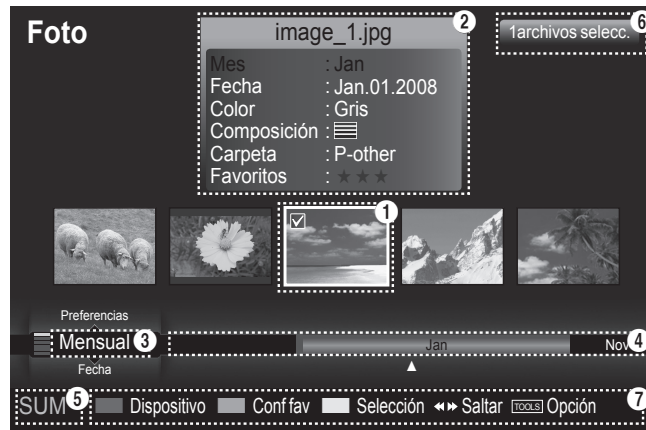 Foto
image_1.jpg
2
1archivos selecc.
6
Mes : Jan
Fecha : Jan.01.2008
Color : Gris
Composición :
Carpeta : P-other
Favoritos : ★ ★ ★
1
Preferencias
Mensual
3
Jan
Nov
4
Fecha
SUM
5
Dispositivo
Conf fav
Selección
Saltar
TOOLS Opción
7